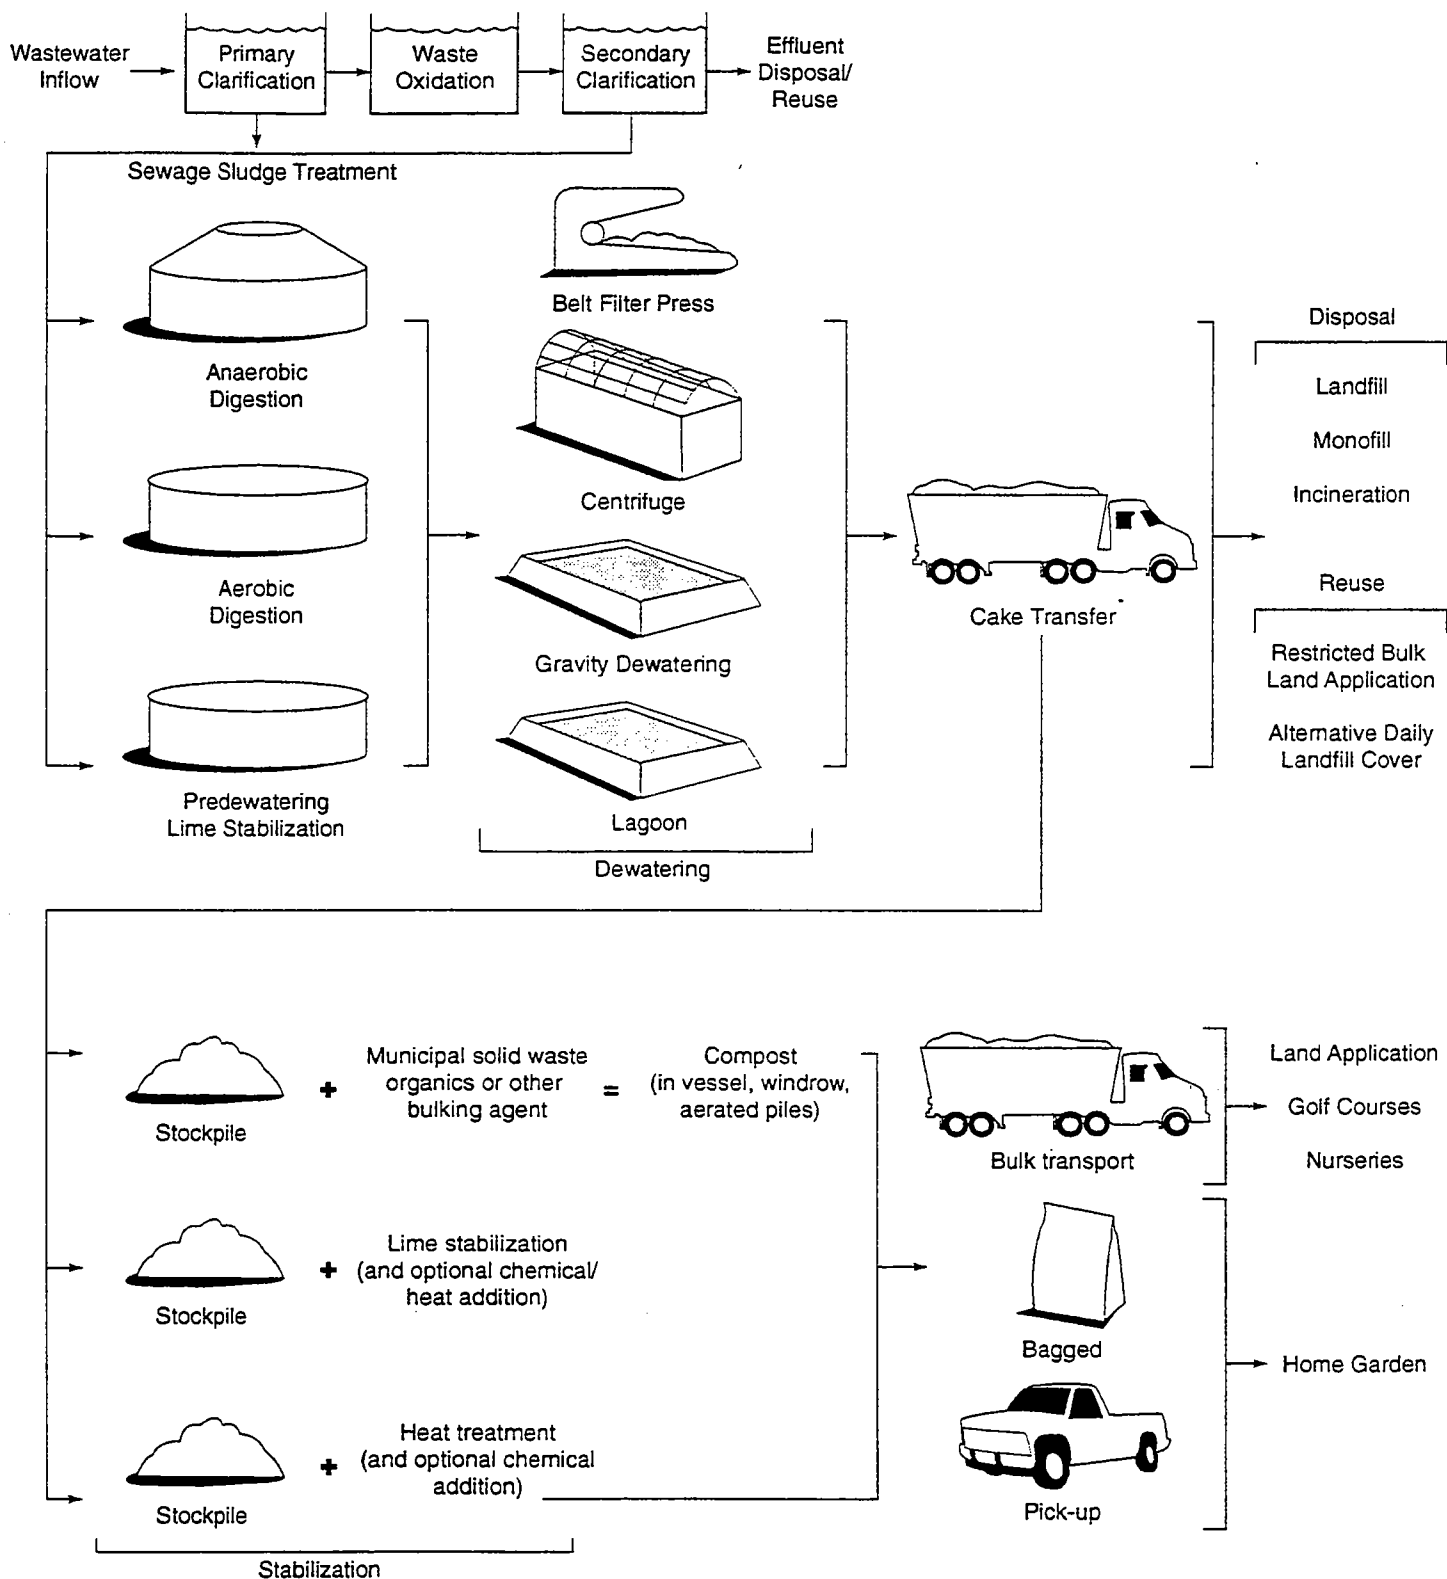 Wastewater
Inflow
Primary
Clarification
Waste
Oxidation
Secondary
Clarification
Effluent
Disposal/
Reuse
Sewage Sludge Treatment
Anaerobic
Digestion
Aerobic
Digestion
Predewatering
Lime Stabilization
Belt Filter Press
Centrifuge
Gravity Dewatering
Lagoon
Dewatering
Cake Transfer
Disposal
Landfill
Monofill
Incineration
Reuse
Restricted Bulk
Land Application
Alternative Daily
Landfill Cover
Stockpile
+
Municipal solid waste
organics or other
bulking agent
=
Compost
(in vessel, windrow,
aerated piles)
Stockpile
+
Lime stabilization
(and optional chemical/
heat addition)
Stockpile
+
Heat treatment
(and optional chemical
addition)
Stabilization
Bulk transport
Land Application
Golf Courses
Nurseries
Bagged
Pick-up
Home Garden